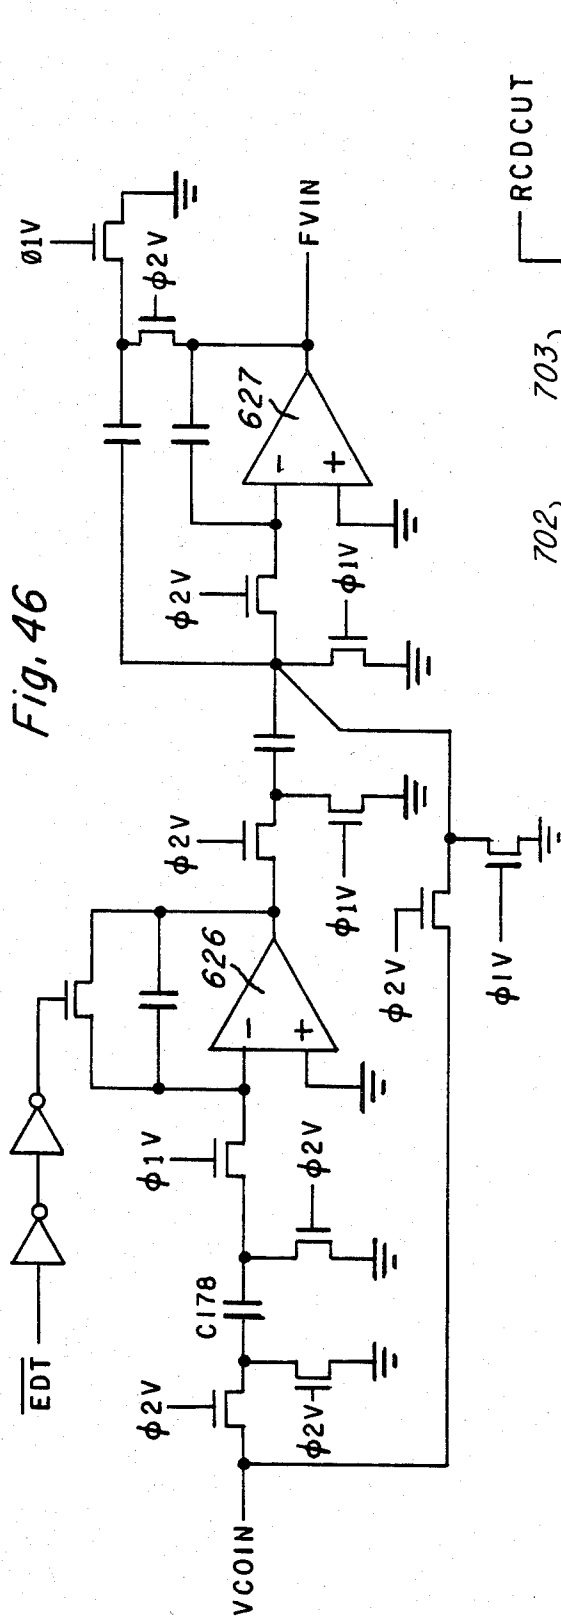 Fig. 46
EDT
VCOIN
ϕ2V
ϕ2V
C178
ϕ2V
ϕ1V
626
-
+
ϕ2V
ϕ1V
ϕ2V
ϕ1V
ϕ2V
ϕ1V
627
-
+
Ø1V
ϕ2V
FVIN
RCDCUT
702
703